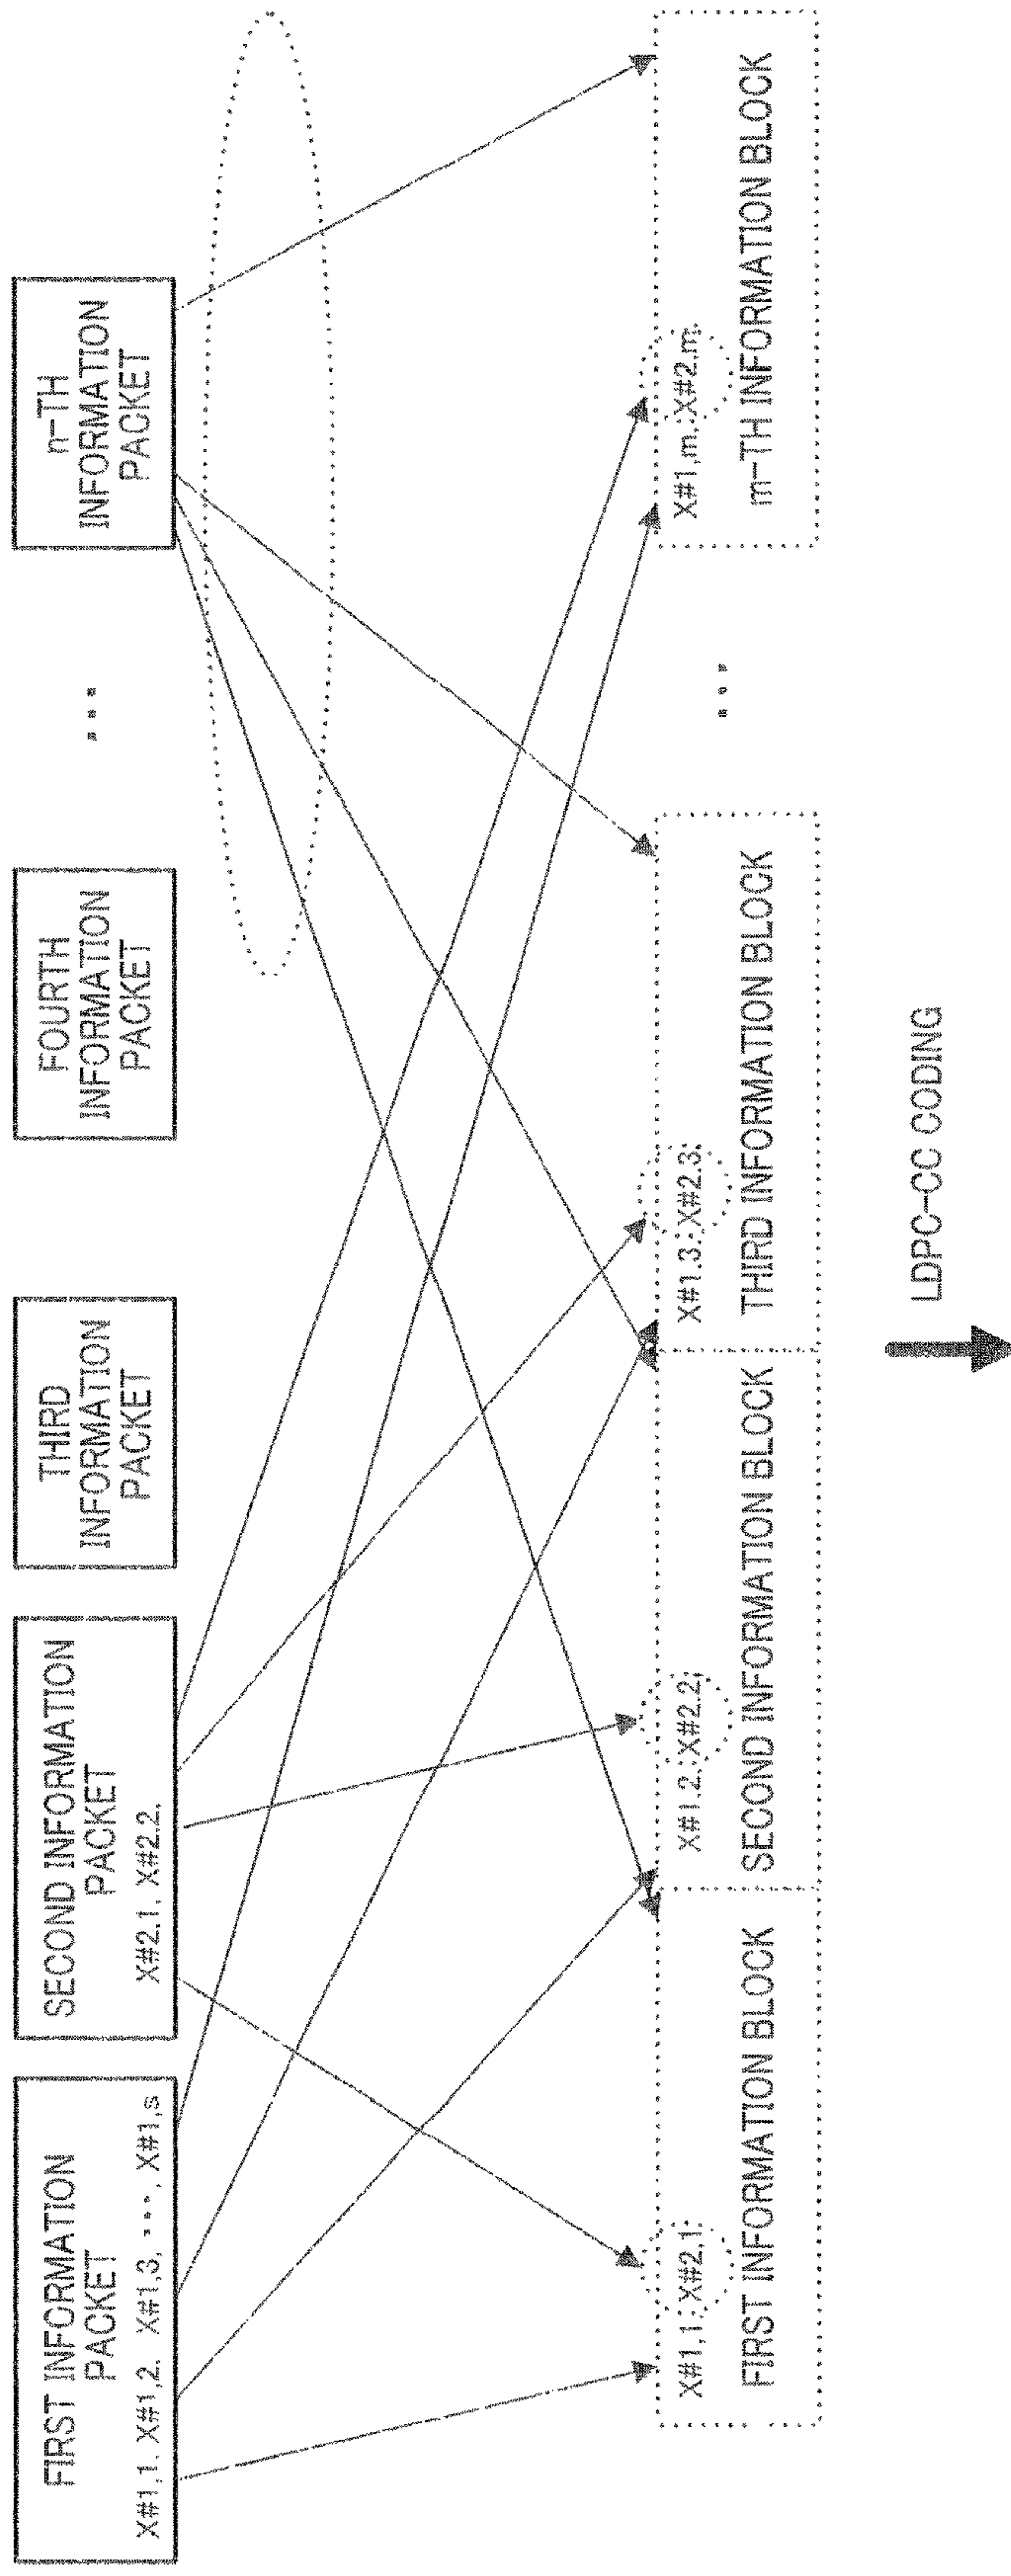 FIRST INFORMATION
PACKET
X#1,1. X#1,2. X#1,3, ..., X#1,s
SECOND INFORMATION
PACKET
X#2.1. X#2.2.
THIRD
INFORMATION
PACKET
FOURTH
INFORMATION
PACKET
...
n-TH
INFORMATION
PACKET
X#1,1; X#2,1;
FIRST INFORMATION BLOCK
X#1.2. X#2.2;
SECOND INFORMATION BLOCK
X#1.3. X#2.3;
THIRD INFORMATION BLOCK
...
X#1,m. X#2,m.
m-TH INFORMATION BLOCK
LDPC-CC CODING